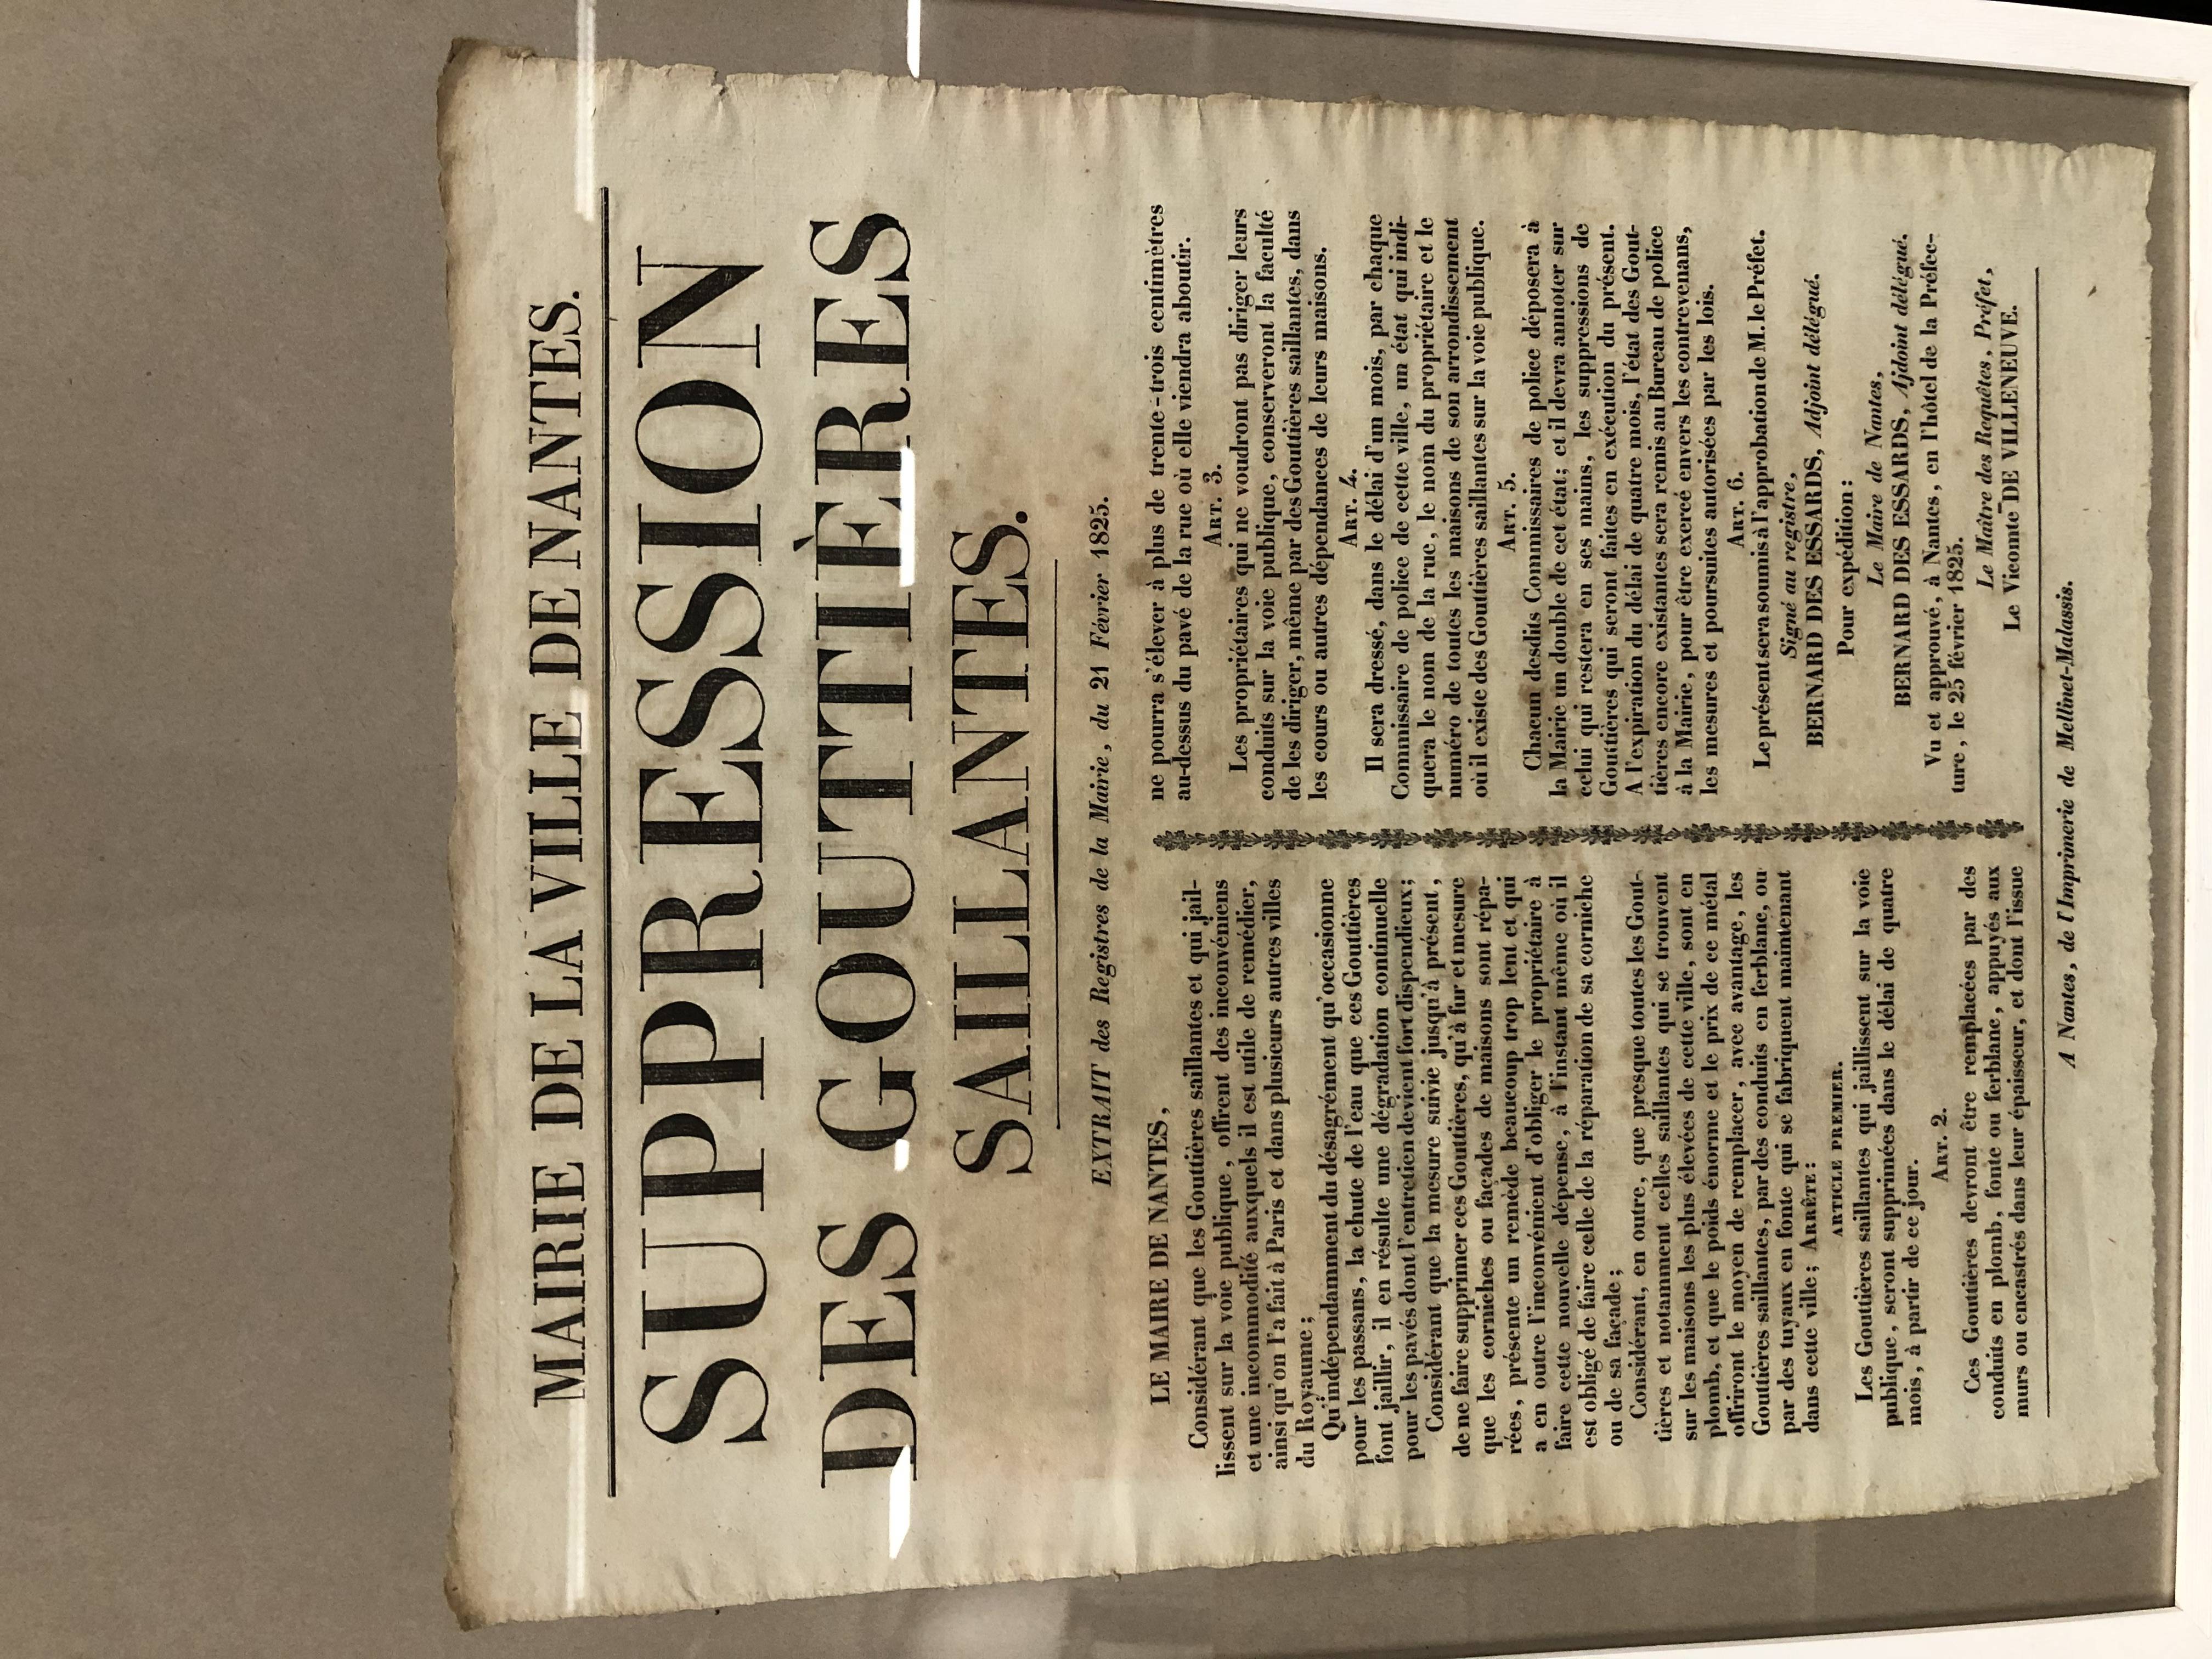 MAIRIE DE LA VILLE DE NANTES.
SUPPRESSION
DES GOUTTIÈRES
SAILLANTES.
EXTRAIT des Registres de la Mairie, du 21 Février 1825.
LE MAIRE DE NANTES,
Considérant que les Gouttières saillantes et qui jail-
lissent sur la voie publique, offrent des inconvéniens
et une incommodité auxquels il est utile de remédier,
ainsi qu'on l'a fait à Paris et dans plusieurs autres villes
du Royaume;
Qu'indépendamment du désagrément qu'occasionne
pour les passans, la chute de l'eau que ces Gouttières
font jaillir, il en résulte une dégradation continuelle
pour les pavés dont l'entretien devient fort dispendieux;
Considérant que la mesure suivie jusqu'à présent,
de ne faire supprimer ces Gouttières, qu'à fur et mesure
que les corniches ou façades de maisons sont répa-
rées, présente un remède beaucoup trop lent et qui
a en outre l'inconvénient d'obliger le propriétaire à
faire cette nouvelle dépense, à l'instant même où il
est obligé de faire celle de la réparation de sa corniche
ou de sa façade;
Considérant, en outre, que presque toutes les Gout-
tières et notamment celles saillantes qui se trouvent
sur les maisons les plus élevées de cette ville, sont en
plomb, et que le poids énorme et le prix de ce métal
offriront le moyen de remplacer, avec avantage, les
Gouttières saillantes, par des conduits en ferblanc, ou
par des tuyaux en fonte qui se fabriquent maintenant
dans cette ville; ARRÊTE:
ARTICLE PREMIER.
Les Gouttières saillantes qui jaillissent sur la voie
publique, seront supprimées dans le délai de quatre
mois, à partir de ce jour.
ART. 2.
Ces Gouttières devront être remplacées par des
conduits en plomb, fonte ou ferblanc, appuyés aux
murs ou encastrés dans leur épaisseur, et dont l'issue
ne pourra s'élever à plus de trente-trois centimètres
au-dessus du pavé de la rue où elle viendra aboutir.
ART. 3.
Les propriétaires qui ne voudront pas diriger leurs
conduits sur la voie publique, conserveront la faculté
de les diriger, même par des Gouttières saillantes, dans
les cours ou autres dépendances de leurs maisons.
ART. 4.
Il sera dressé, dans le délai d'un mois, par chaque
Commissaire de police de cette ville, un état qui indi-
quera le nom de la rue, le nom du propriétaire et le
numéro de toutes les maisons de son arrondissement
où il existe des Gouttières saillantes sur la voie publique.
ART. 5.
Chacun desdits Commissaires de police déposera à
la Mairie un double de cet état; et il devra annoter sur
celui qui restera en ses mains, les suppressions de
Gouttières qui seront faites en exécution du présent.
A l'expiration du délai de quatre mois, l'état des Gout-
tières encore existantes sera remis au Bureau de police
à la Mairie, pour être exercé envers les contrevenans,
les mesures et poursuites autorisées par les lois.
ART. 6.
Le présent sera soumis à l'approbation de M. le Préfet.
Signé au registre,
BERNARD DES ESSARDS, Adjoint délégué.
Pour expédition:
Le Maire de Nantes,
BERNARD DES ESSARDS, Ajdoint délégué.
Vu et approuvé, à Nantes, en l'hôtel de la Préfec-
ture, le 25 février 1825.
Le Maître des Requêtes, Préfet,
Le Vicomte DE VILLENEUVE.
A Nantes, de l'Imprimerie de Mellinet-Malassis.